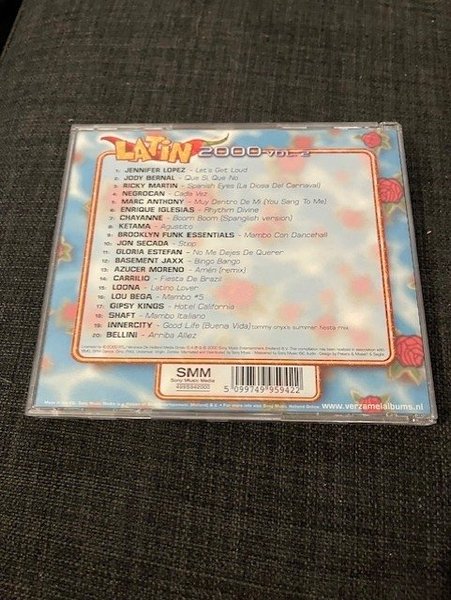 LATIN 2000 VOL. 2
1. JENNIFER LOPEZ - Let's Get Loud
2. JODY BERNAL - Que Si, Que No
3. RICKY MARTIN - Spanish Eyes (La Diosa Del Carnaval)
4. NEGROCAN - Cada Vez
5. MARC ANTHONY - Muy Dentro De Mi (You Sang To Me)
6. ENRIQUE IGLESIAS - Rhythm Divine
7. CHAYANNE - Boom Boom (Spanglish version)
8. KETAMA - Agustito
9. BROOKLYN FUNK ESSENTIALS - Mambo Con Dancehall
10. JON SECADA - Stop
11. GLORIA ESTEFAN - No Me Dejes De Querer
12. BASEMENT JAXX - Bingo Bango
13. AZUCER MORENO - Amén (remix)
14. CARRILIO - Fiesta De Brazil
15. LOONA - Latino Lover
16. LOU BEGA - Mambo #5
17. GIPSY KINGS - Hotel California
18. SHAFT - Mambo Italiano
19. INNERCITY - Good Life (Buena Vida) tommy onyx's summer fiesta mix
20. BELLINI - Arriba Allez
SMM
Sony Music Media
5 099749 959422
www.verzamelalbums.nl